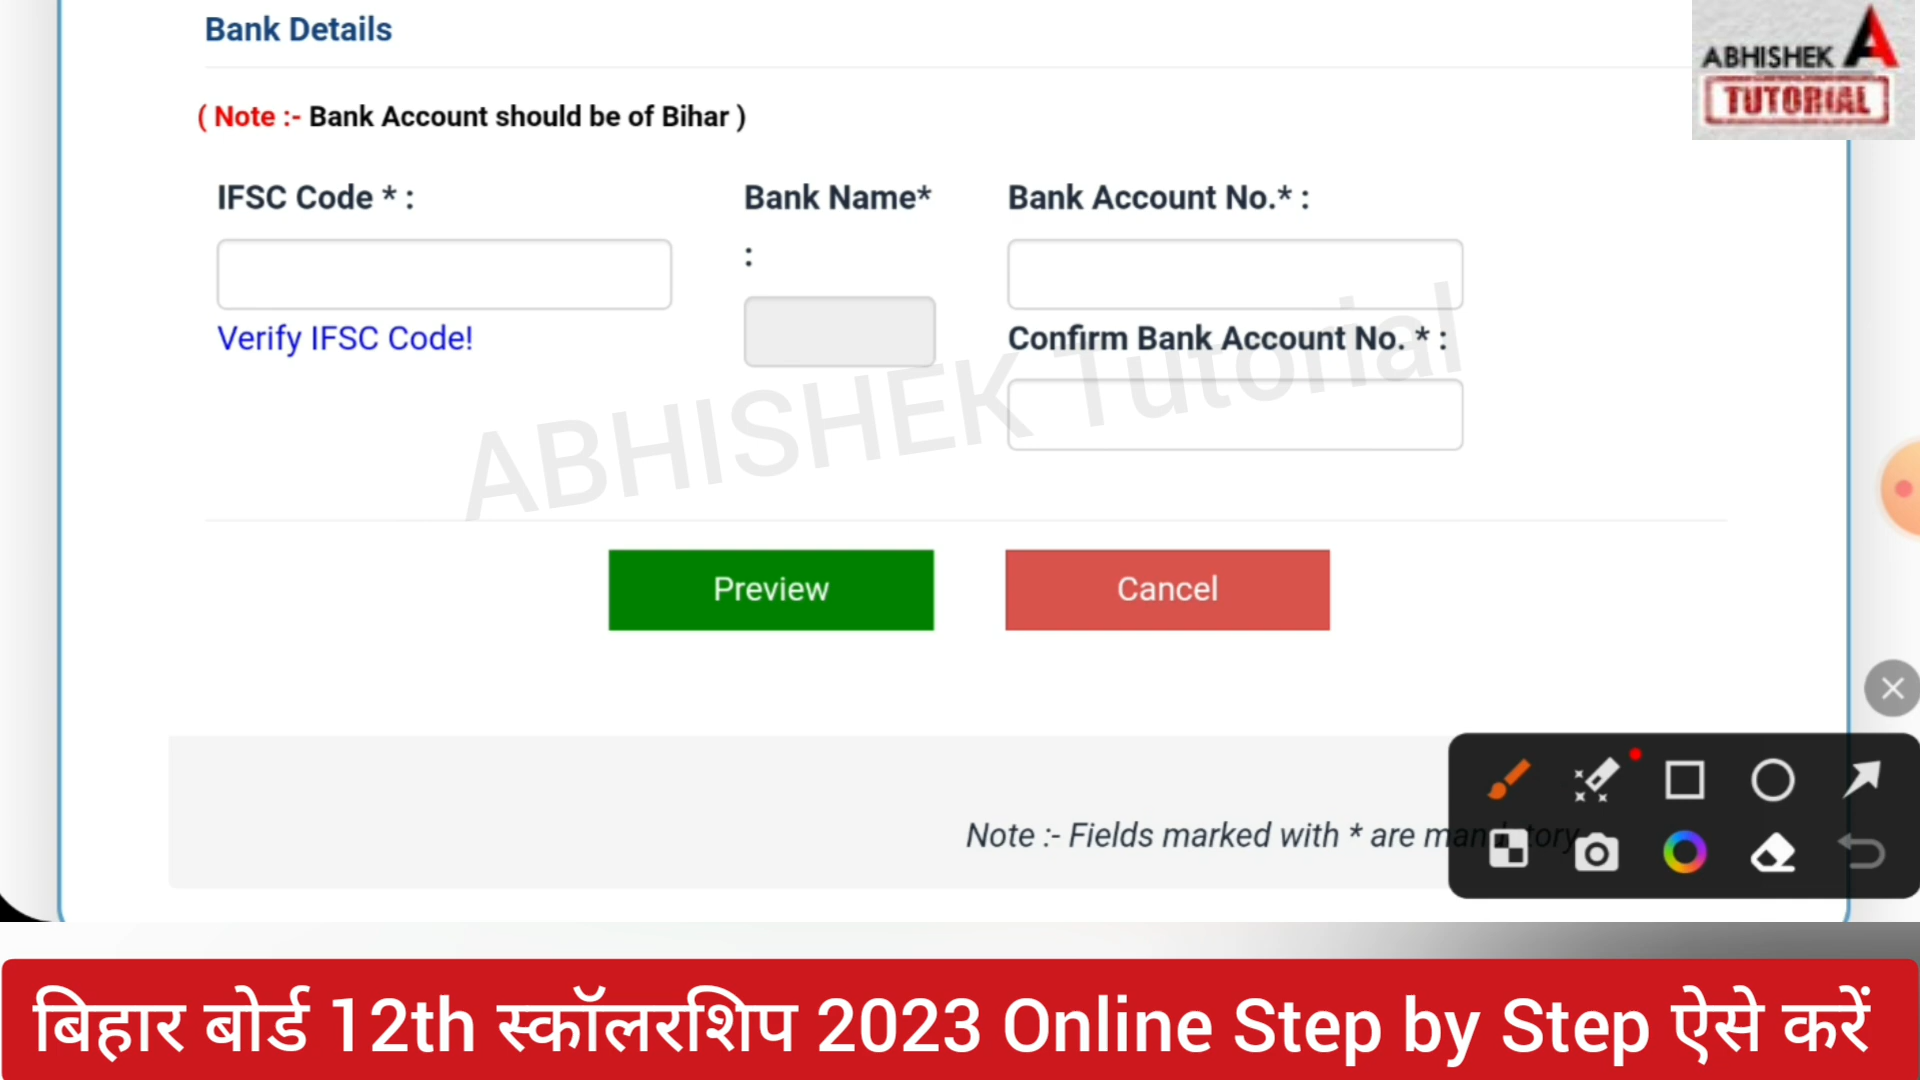 Bank Details
ABHISHEK A
TUTORIAL
( Note :- Bank Account should be of Bihar )
IFSC Code * :
Bank Name*
:
Bank Account No.* :
Verify IFSC Code!
Confirm Bank Account No. * :
ABHISHEK Tutorial
Preview
Cancel
Note :- Fields marked with * are mandatory
बिहार बोर्ड 12th स्कॉलरशिप 2023 Online Step by Step ऐसे करें